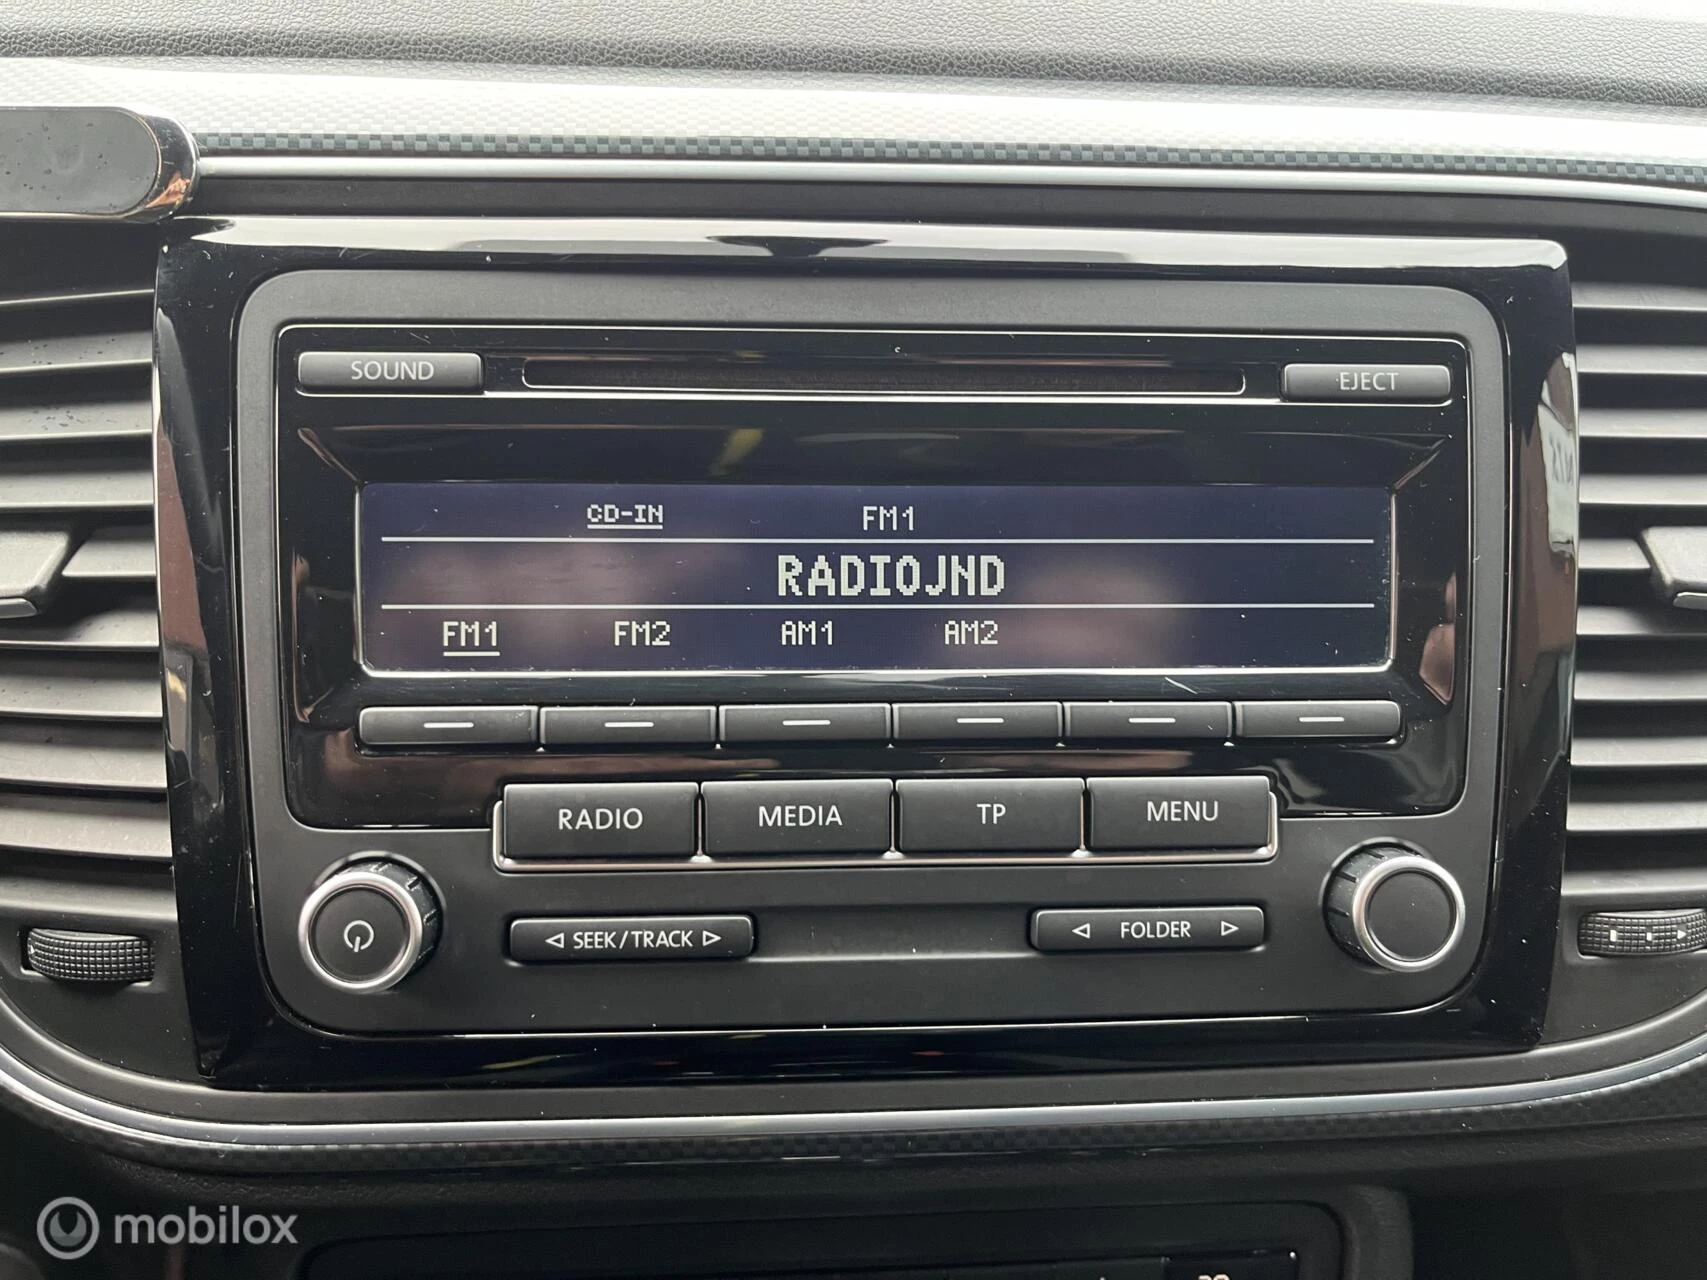 SOUND
EJECT
CD-IN FM1
RADIOJND
FM1 FM2 AM1 AM2
RADIO MEDIA TP MENU
SEEK/TRACK
FOLDER
mobilox